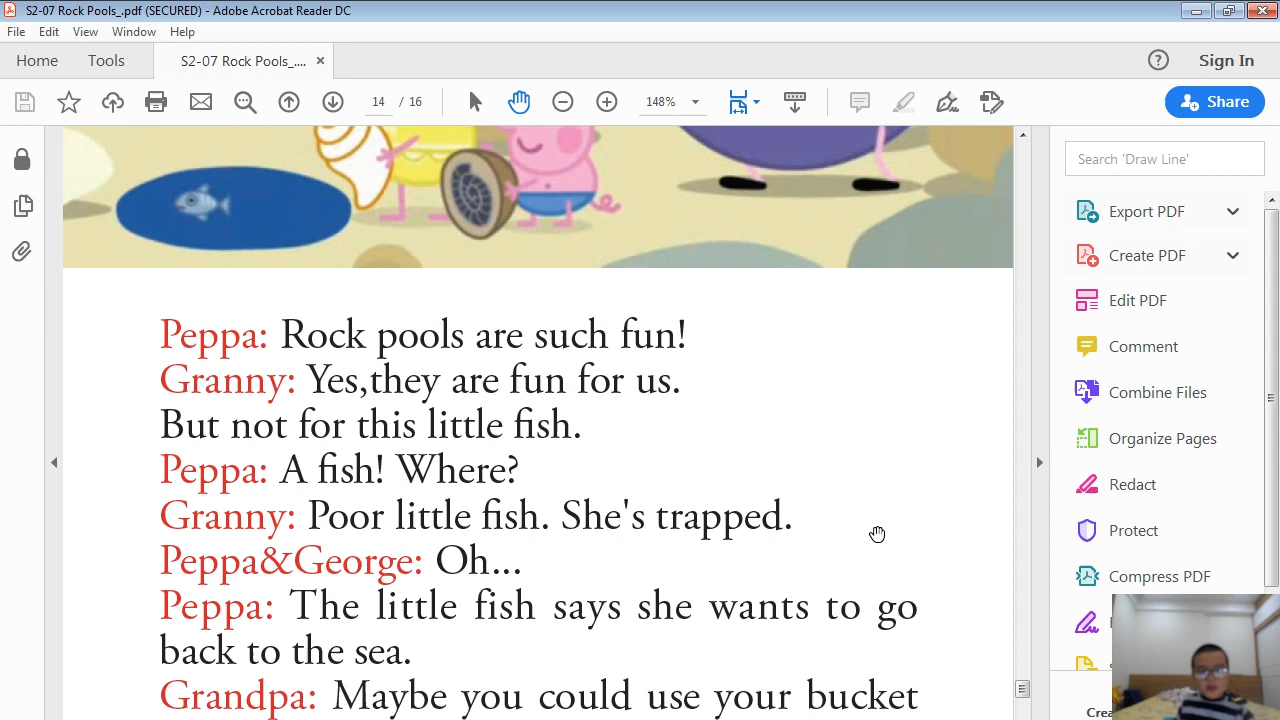 S2-07 Rock Pools_.pdf (SECURED) - Adobe Acrobat Reader DC
File Edit View Window Help
Home Tools S2-07 Rock Pools_.... × Sign In
14 / 16 148% Share
Search 'Draw Line'
Export PDF
Create PDF
Edit PDF
Comment
Combine Files
Organize Pages
Redact
Protect
Compress PDF
Peppa: Rock pools are such fun!
Granny: Yes,they are fun for us.
But not for this little fish.
Peppa: A fish! Where?
Granny: Poor little fish. She's trapped.
Peppa&George: Oh...
Peppa: The little fish says she wants to go
back to the sea.
Grandpa: Maybe you could use your bucket